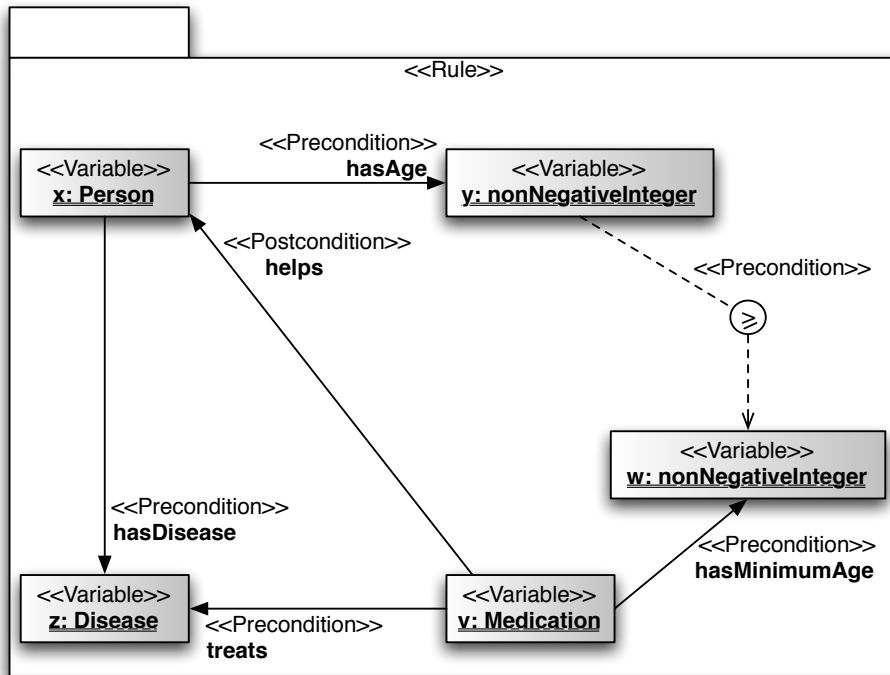 <<Rule>>
<<Variable>>
x: Person
<<Precondition>>
hasAge
<<Variable>>
y: nonNegativeInteger
<<Postcondition>>
helps
<<Precondition>>
≥
<<Variable>>
w: nonNegativeInteger
<<Precondition>>
hasDisease
<<Precondition>>
hasMinimumAge
<<Variable>>
z: Disease
<<Precondition>>
treats
<<Variable>>
v: Medication